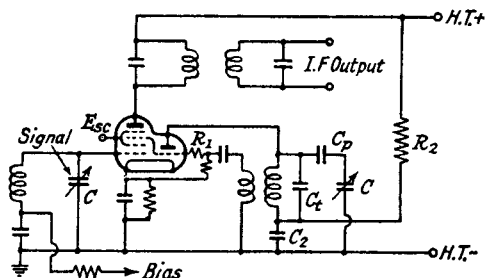 H.T.+
I.F Output
Esc
Signal
R1
R2
Cp
C
Ct
C
C2
H.T.-
Bias